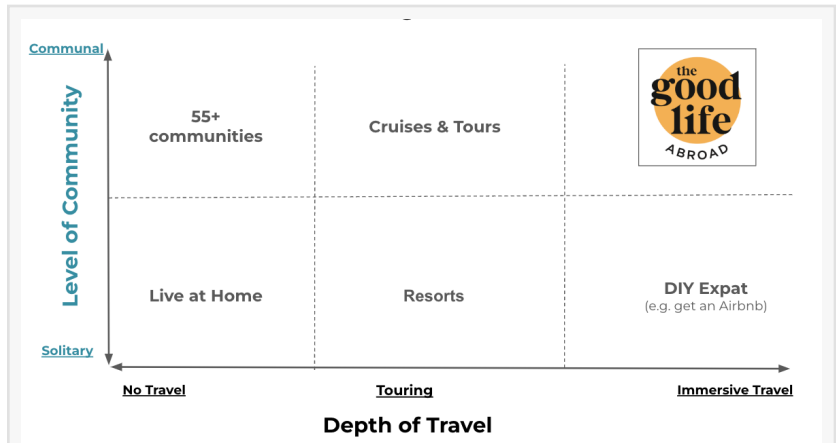 Communal
Level of Community
Solitary
55+
communities
Cruises & Tours
the
good
life
ABROAD
Live at Home
Resorts
DIY Expat
(e.g. get an Airbnb)
No Travel
Touring
Immersive Travel
Depth of Travel